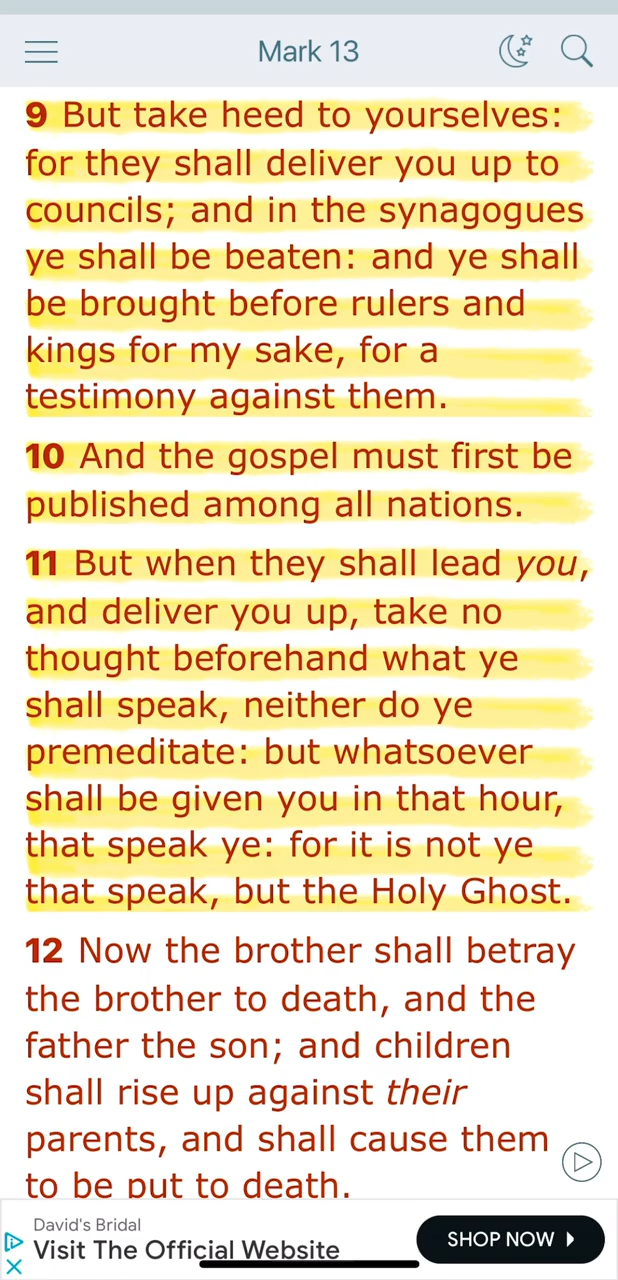 Mark 13
9 But take heed to yourselves:
for they shall deliver you up to
councils; and in the synagogues
ye shall be beaten: and ye shall
be brought before rulers and
kings for my sake, for a
testimony against them.
10 And the gospel must first be
published among all nations.
11 But when they shall lead you,
and deliver you up, take no
thought beforehand what ye
shall speak, neither do ye
premeditate: but whatsoever
shall be given you in that hour,
that speak ye: for it is not ye
that speak, but the Holy Ghost.
12 Now the brother shall betray
the brother to death, and the
father the son; and children
shall rise up against their
parents, and shall cause them
to be put to death.
David's Bridal
Visit The Official Website
SHOP NOW